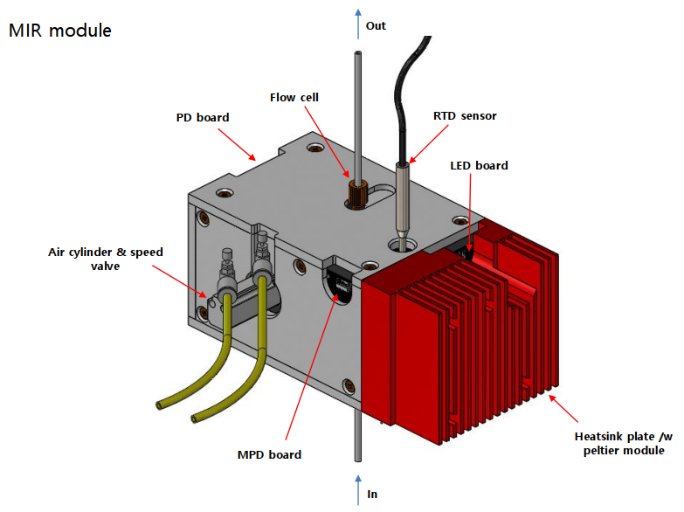 MIR module
Out
Flow cell
PD board
RTD sensor
LED board
Air cylinder & speed
valve
MPD board
Heatsink plate /w
peltier module
In